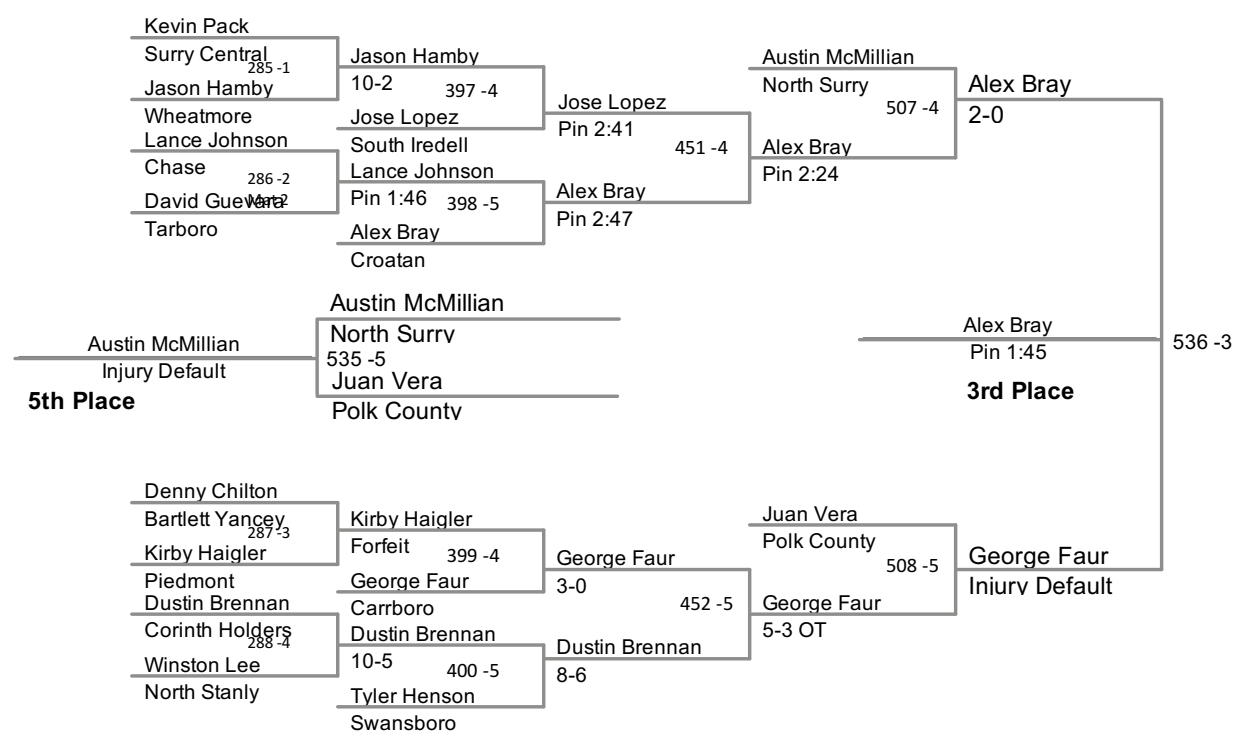 Kevin Pack
Surry Central
285 -1
Jason Hamby
Wheatmore
Jason Hamby
10-2
397 -4
Jose Lopez
South Iredell
Lance Johnson
Chase
286 -2
Mat 2
David Guevara
Tarboro
Lance Johnson
Pin 1:46
398 -5
Alex Bray
Croatan
Jose Lopez
Pin 2:41
451 -4
Alex Bray
Pin 2:47
Austin McMillian
North Surry
507 -4
Alex Bray
Pin 2:24
Alex Bray
2-0
Austin McMillian
North Surry
535 -5
Juan Vera
Polk County
Austin McMillian
Injury Default
5th Place
Alex Bray
Pin 1:45
3rd Place
536 -3
Denny Chilton
Bartlett Yancey
287 -3
Kirby Haigler
Piedmont
Kirby Haigler
Forfeit
399 -4
George Faur
Carrboro
Dustin Brennan
Corinth Holders
288 -4
Winston Lee
North Stanly
Dustin Brennan
10-5
400 -5
Tyler Henson
Swansboro
George Faur
3-0
452 -5
Dustin Brennan
8-6
Juan Vera
Polk County
508 -5
George Faur
5-3 OT
George Faur
Injury Default